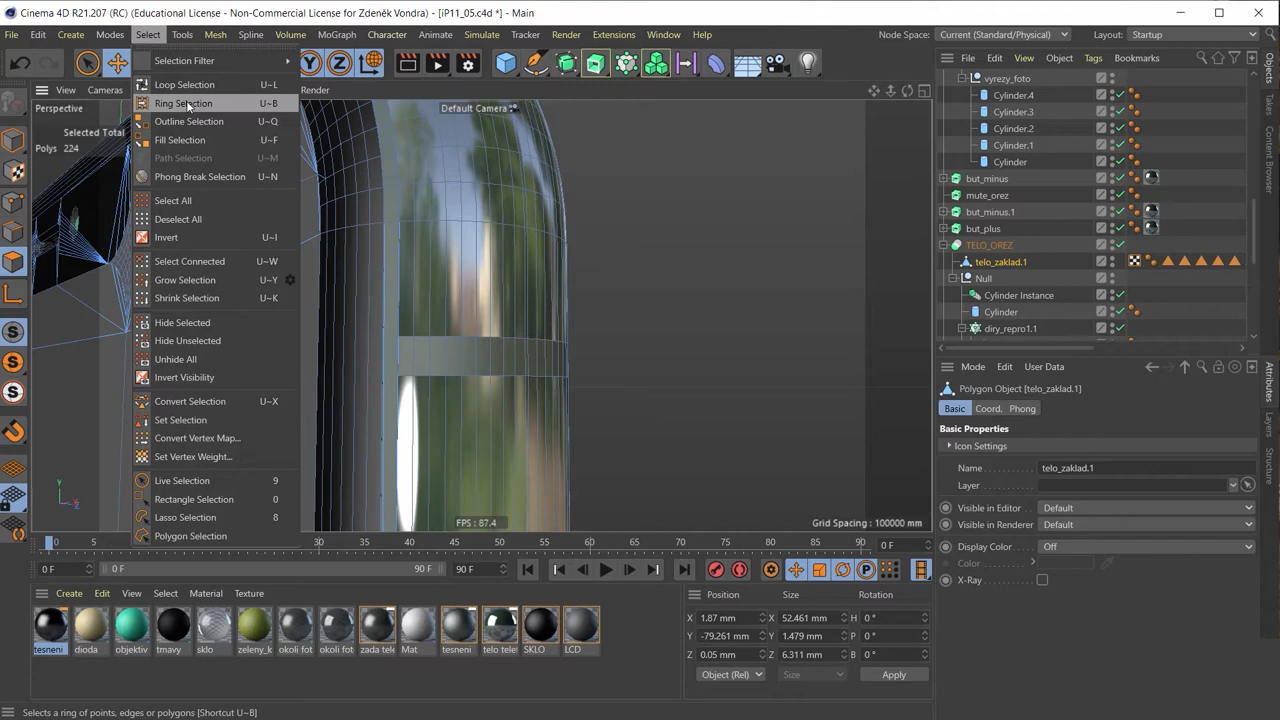 Cinema 4D R21.207 (RC) (Educational License - Non-Commercial License for Zdeněk Vondra) - [iP11_05.c4d *] - Main
File Edit Create Modes Select Tools Mesh Spline Volume MoGraph Character Animate Simulate Tracker Render Extensions Window Help Node Space: Current (Standard/Physical) Layout: Startup
View Cameras Render
Perspective
Default Camera
Selected Total
Polys 224
Selection Filter
Loop Selection U~L
Ring Selection U~B
Outline Selection U~Q
Fill Selection U~F
Path Selection U~M
Phong Break Selection U~N
Select All
Deselect All
Invert U~I
Select Connected U~W
Grow Selection U~Y
Shrink Selection U~K
Hide Selected
Hide Unselected
Unhide All
Invert Visibility
Convert Selection U~X
Set Selection
Convert Vertex Map...
Set Vertex Weight...
Live Selection 9
Rectangle Selection 0
Lasso Selection 8
Polygon Selection
Y
Z
FPS : 87.4
Grid Spacing : 100000 mm
File Edit View Object Tags Bookmarks
vyrezy_foto
Cylinder.4
Cylinder.3
Cylinder.2
Cylinder.1
Cylinder
but_minus
mute_orez
but_minus.1
but_plus
TELO_OREZ
telo_zaklad.1
Null
Cylinder Instance
Cylinder
diry_repro1.1
Mode Edit User Data
Polygon Object [telo_zaklad.1]
Basic Coord. Phong
Basic Properties
Icon Settings
Name telo_zaklad.1
Layer
Visible in Editor Default
Visible in Renderer Default
Display Color Off
Color
X-Ray
Objects
Takes
Content Browser
Attributes
Layers
Structure
0 5 30 35 40 45 50 55 60 65 70 75 80 85 90 0 F
0 F 0 F 90 F 90 F
Create Edit View Select Material Texture
tesneni dioda objektiv tmavy sklo zeleny_k okoli fot okoli fot zada tele Mat tesneni telo telef SKLO LCD
Position Size Rotation
X 1.87 mm X 52.461 mm H 0 °
Y -79.261 mm Y 1.479 mm P 0 °
Z 0.05 mm Z 6.311 mm B 0 °
Object (Rel) Size Apply
Selects a ring of points, edges or polygons [Shortcut U~B]